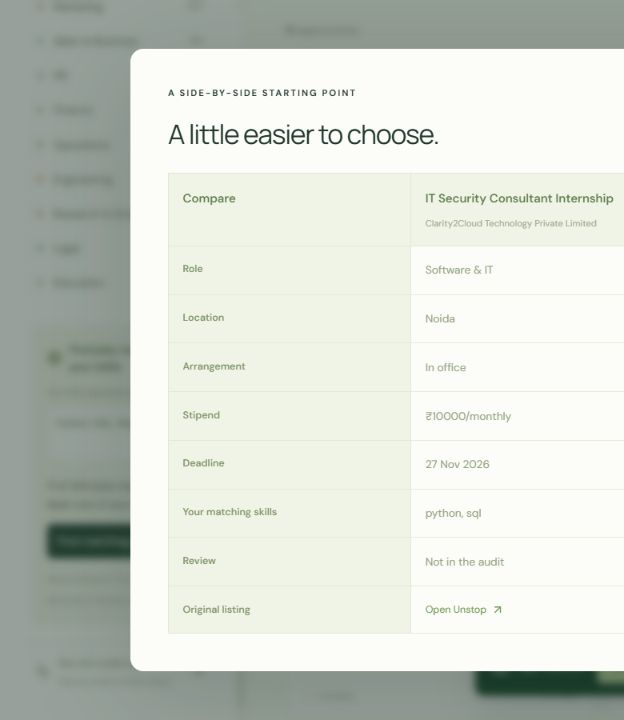 A SIDE-BY-SIDE STARTING POINT
A little easier to choose.
Compare
IT Security Consultant Internship
Clarity2Cloud Technology Private Limited
Role
Software & IT
Location
Noida
Arrangement
In office
Stipend
₹10000/monthly
Deadline
27 Nov 2026
Your matching skills
python, sql
Review
Not in the audit
Original listing
Open Unstop ↗